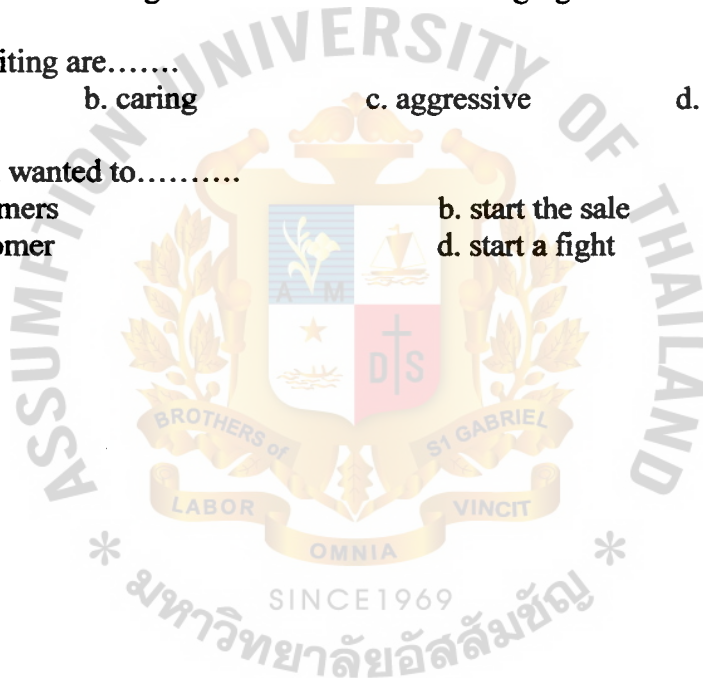 iting are.......
b. caring c. aggressive d.
wanted to..........
mers b. start the sale
omer d. start a fight
ASSUMPTION UNIVERSITY OF THAILAND
A M
D S
BROTHERS of ST GABRIEL
LABOR OMNIA VINCIT
SINCE1969
* มหาวิทยาลัยอัสสัมชัญ *